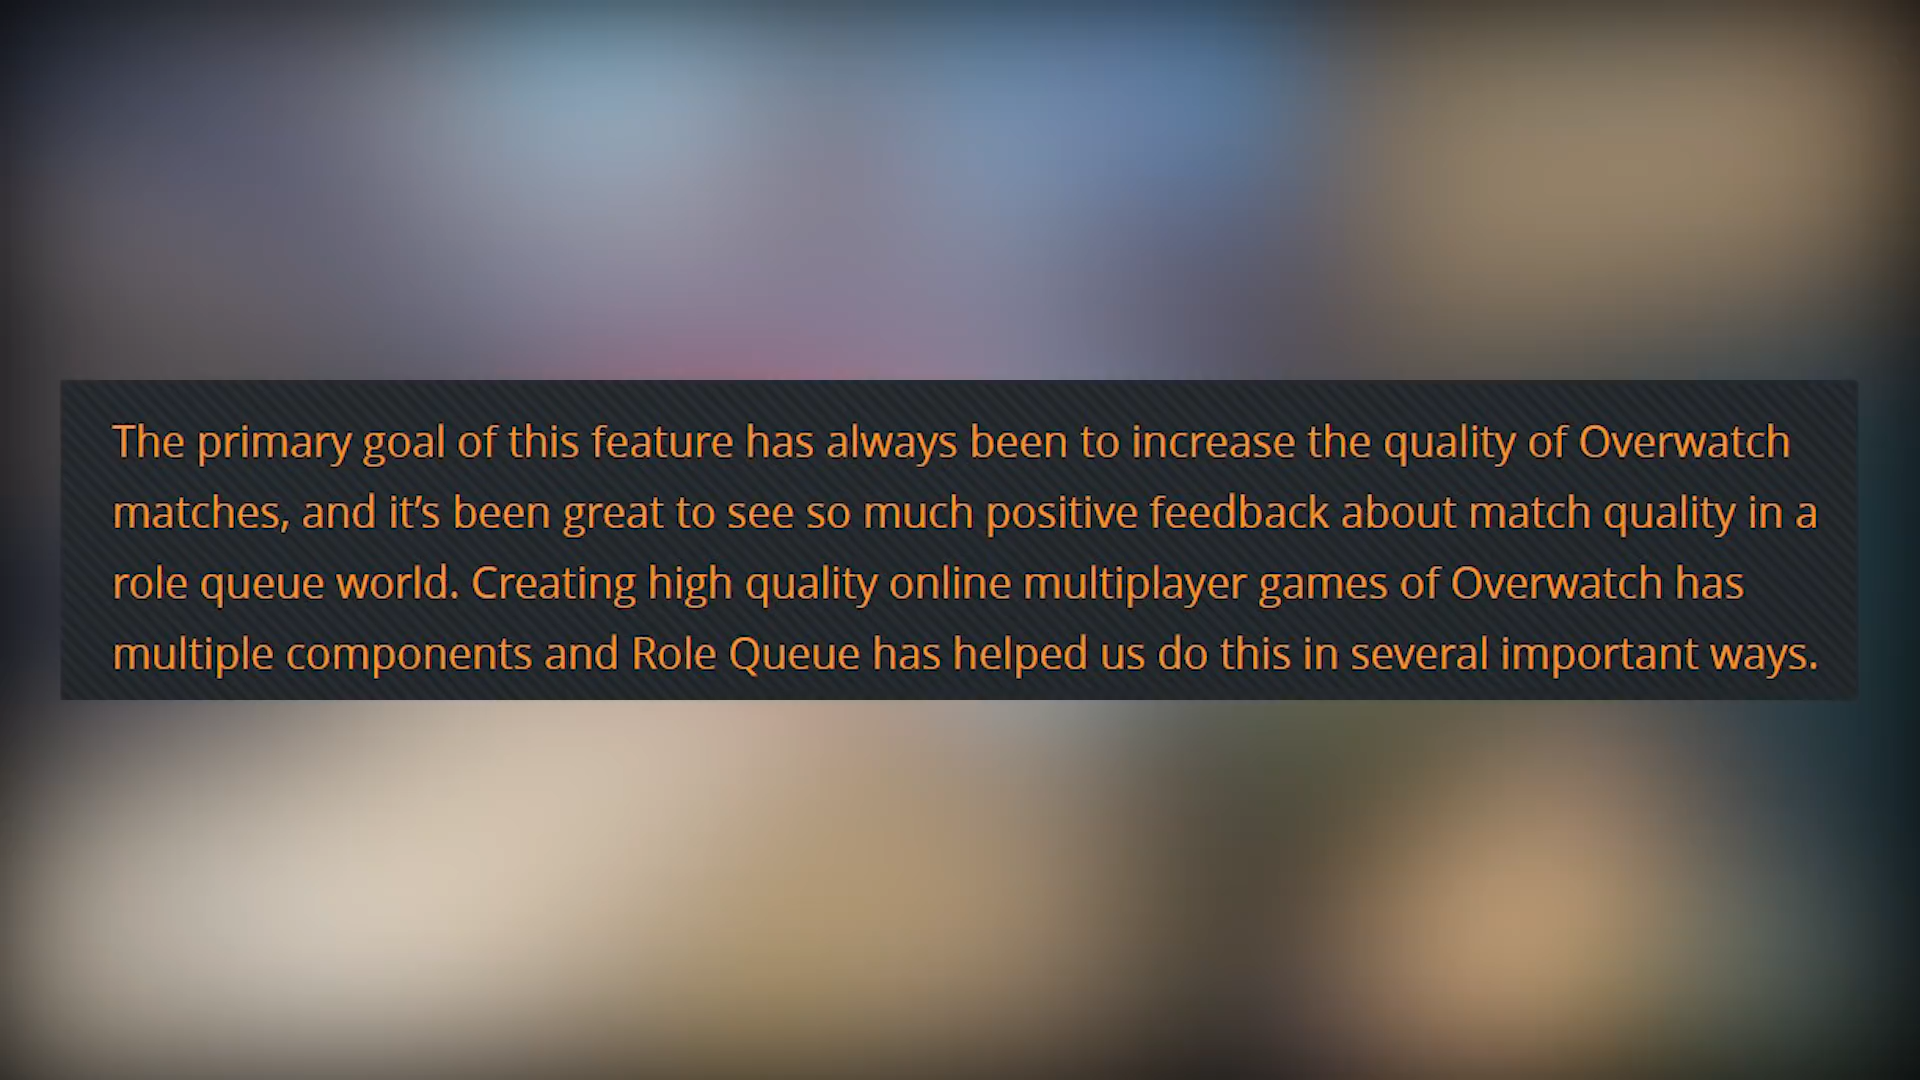 The primary goal of this feature has always been to increase the quality of Overwatch
matches, and it’s been great to see so much positive feedback about match quality in a
role queue world. Creating high quality online multiplayer games of Overwatch has
multiple components and Role Queue has helped us do this in several important ways.